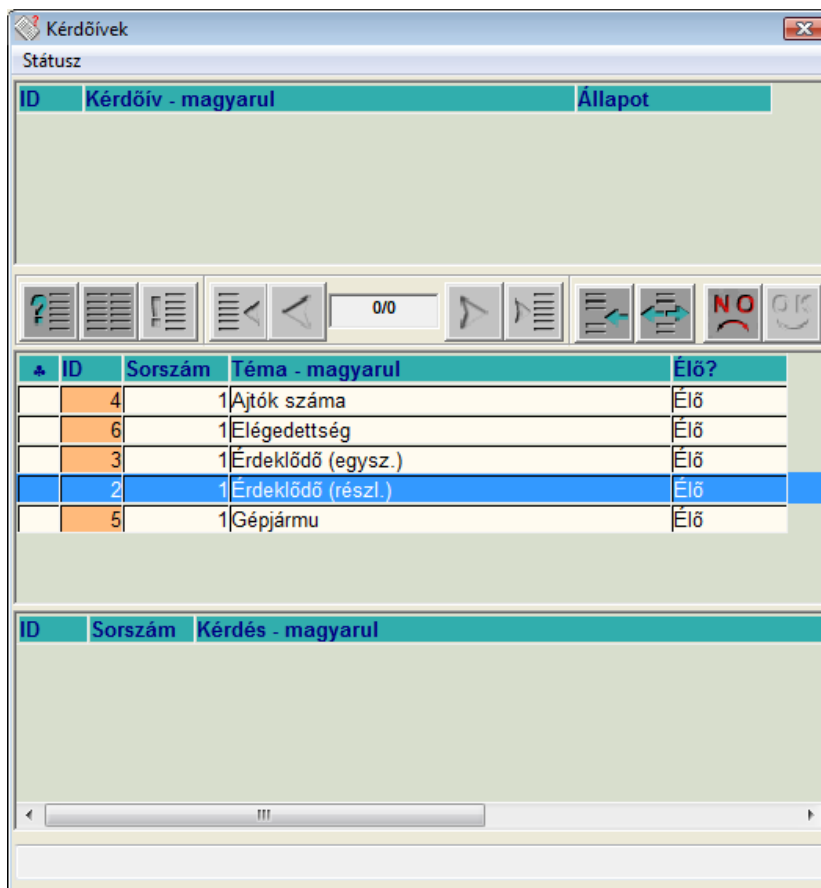 Kérdőívek
Státusz
ID Kérdőív - magyarul Állapot
0/0
NO OK
♣ ID Sorszám Téma - magyarul Élő?
4 1 Ajtók száma Élő
6 1 Elégedettség Élő
3 1 Érdeklődő (egysz.) Élő
2 1 Érdeklődő (részl.) Élő
5 1 Gépjármu Élő
ID Sorszám Kérdés - magyarul